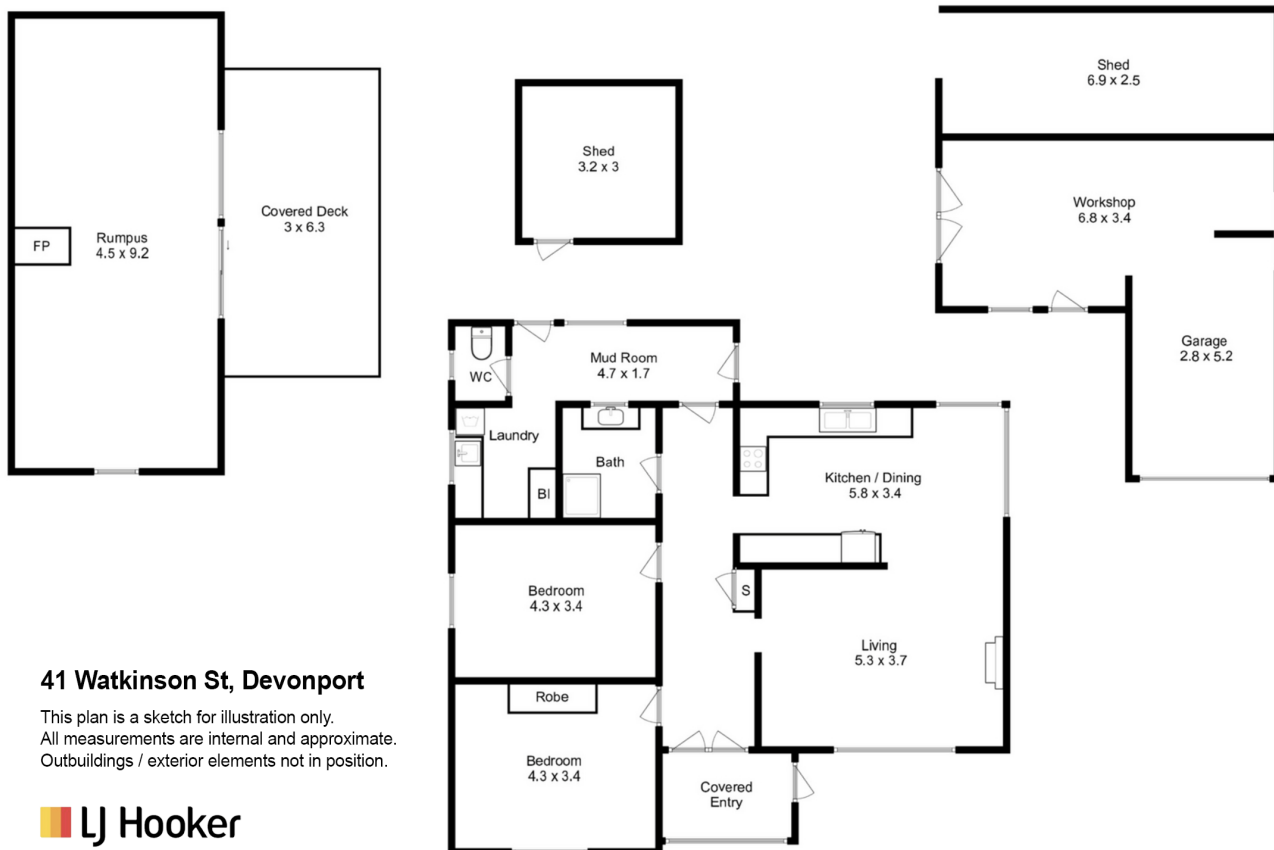 Shed
6.9 x 2.5
Shed
3.2 x 3
Workshop
6.8 x 3.4
Covered Deck
3 x 6.3
FP
Rumpus
4.5 x 9.2
Garage
2.8 x 5.2
Mud Room
4.7 x 1.7
WC
Laundry
Bath
BI
Kitchen / Dining
5.8 x 3.4
Bedroom
4.3 x 3.4
S
Living
5.3 x 3.7
Robe
Bedroom
4.3 x 3.4
Covered
Entry
41 Watkinson St, Devonport
This plan is a sketch for illustration only.
All measurements are internal and approximate.
Outbuildings / exterior elements not in position.
LJ Hooker